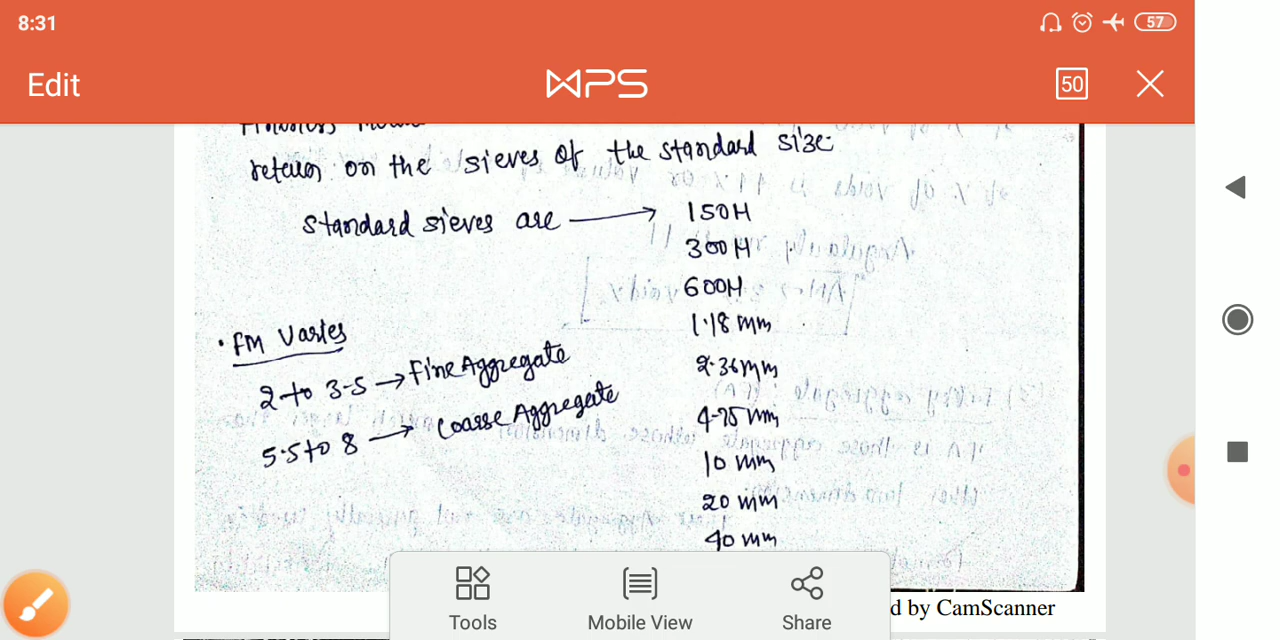 8:31
57
Edit
WPS
50
retain on the sieves of the standard size
standard sieves are → 150μ
300μ
600μ
1.18 mm
2.36mm
4.75 mm
10 mm
20 mm
40 mm
• FM Varies
2 to 3.5 → Fine Aggregate
5.5 to 8 → Coarse Aggregate
Tools
Mobile View
Share
d by CamScanner